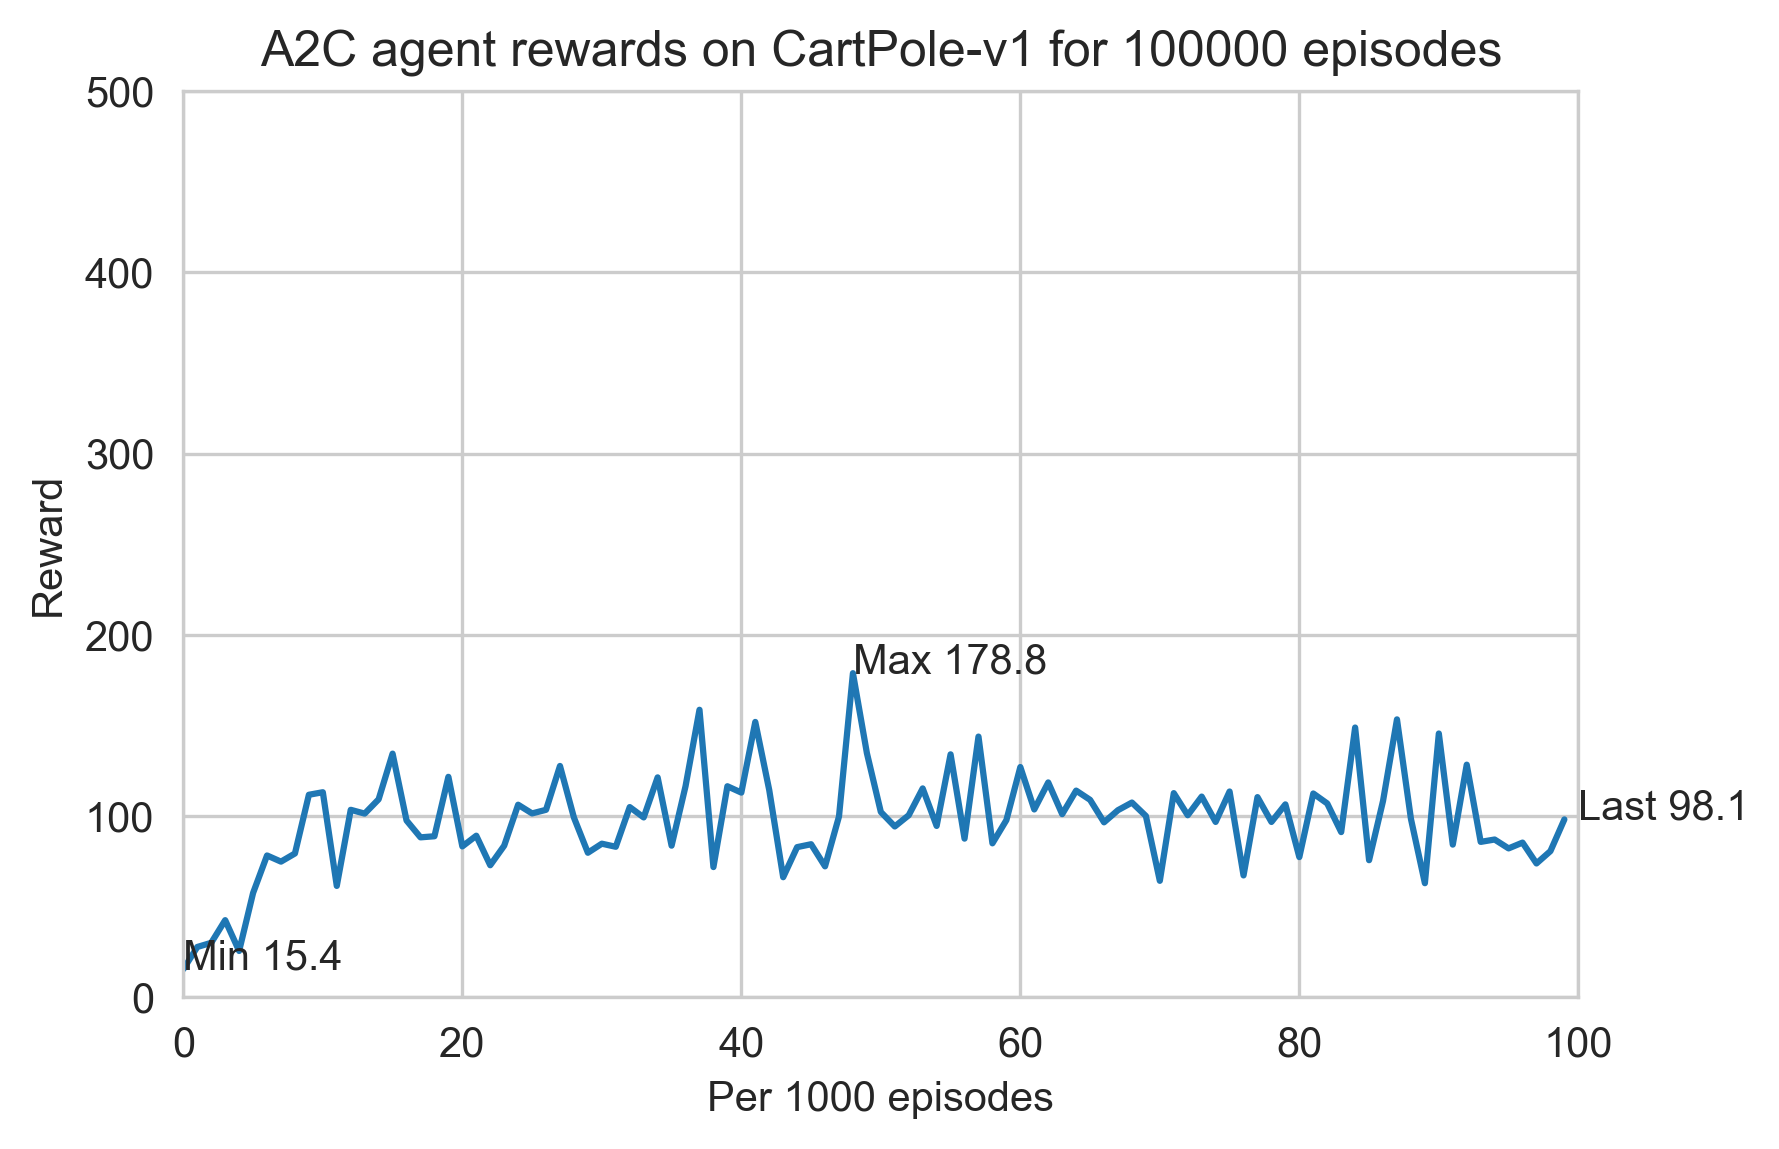 A2C agent rewards on CartPole-v1 for 100000 episodes
500
400
300
200
100
0
Reward
Max 178.8
Last 98.1
Min 15.4
0 20 40 60 80 100
Per 1000 episodes